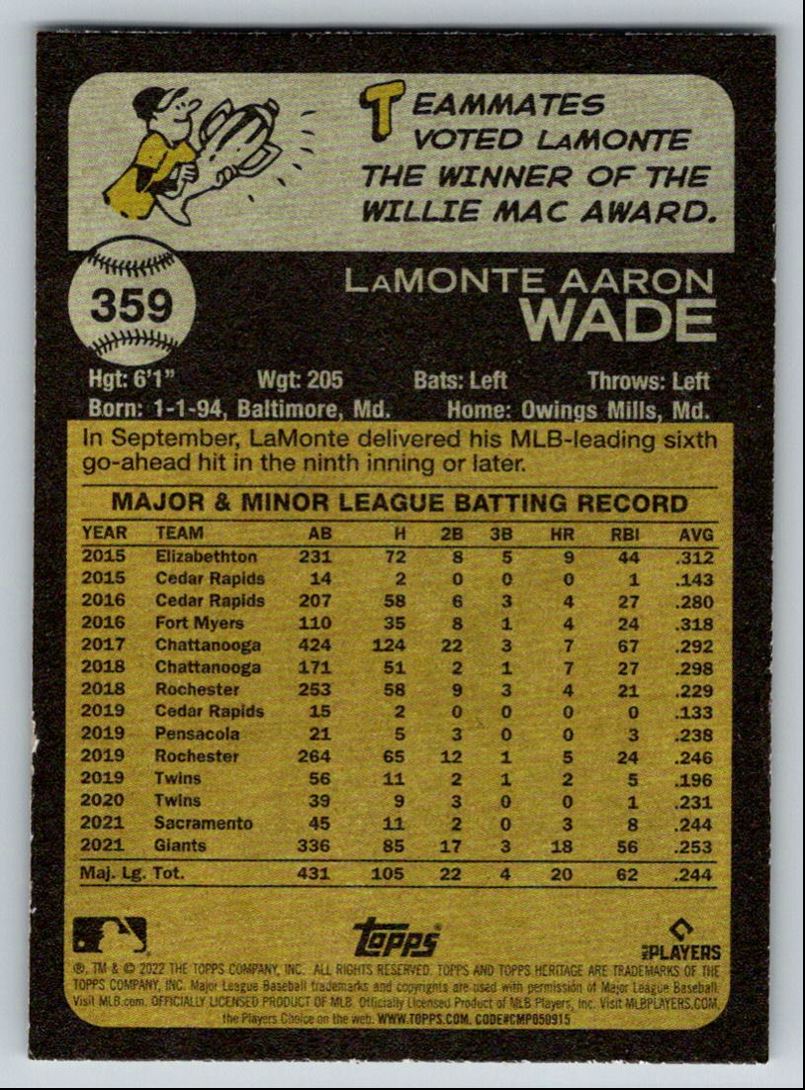 TEAMMATES
VOTED LAMONTE
THE WINNER OF THE
WILLIE MAC AWARD.
359
LAMONTE AARON
WADE
Hgt: 6'1" Wgt: 205 Bats: Left Throws: Left
Born: 1-1-94, Baltimore, Md. Home: Owings Mills, Md.
In September, LaMonte delivered his MLB-leading sixth
go-ahead hit in the ninth inning or later.
MAJOR & MINOR LEAGUE BATTING RECORD
YEAR TEAM AB H 2B 3B HR RBI AVG
2015 Elizabethton 231 72 8 5 9 44 .312
2015 Cedar Rapids 14 2 0 0 0 1 .143
2016 Cedar Rapids 207 58 6 3 4 27 .280
2016 Fort Myers 110 35 8 1 4 24 .318
2017 Chattanooga 424 124 22 3 7 67 .292
2018 Chattanooga 171 51 2 1 7 27 .298
2018 Rochester 253 58 9 3 4 21 .229
2019 Cedar Rapids 15 2 0 0 0 0 .133
2019 Pensacola 21 5 3 0 0 3 .238
2019 Rochester 264 65 12 1 5 24 .246
2019 Twins 56 11 2 1 2 5 .196
2020 Twins 39 9 3 0 0 1 .231
2021 Sacramento 45 11 2 0 3 8 .244
2021 Giants 336 85 17 3 18 56 .253
Maj. Lg. Tot. 431 105 22 4 20 62 .244
topps
MLB PLAYERS
®, TM & © 2022 THE TOPPS COMPANY, INC. ALL RIGHTS RESERVED. TOPPS AND TOPPS HERITAGE ARE TRADEMARKS OF THE
TOPPS COMPANY, INC. Major League Baseball trademarks and copyrights are used with permission of Major League Baseball.
Visit MLB.com. OFFICIALLY LICENSED PRODUCT OF MLB. Officially Licensed Product of MLB Players, Inc. Visit MLBPLAYERS.COM,
the Players Choice on the web. WWW.TOPPS.COM. CODE#CMP050915